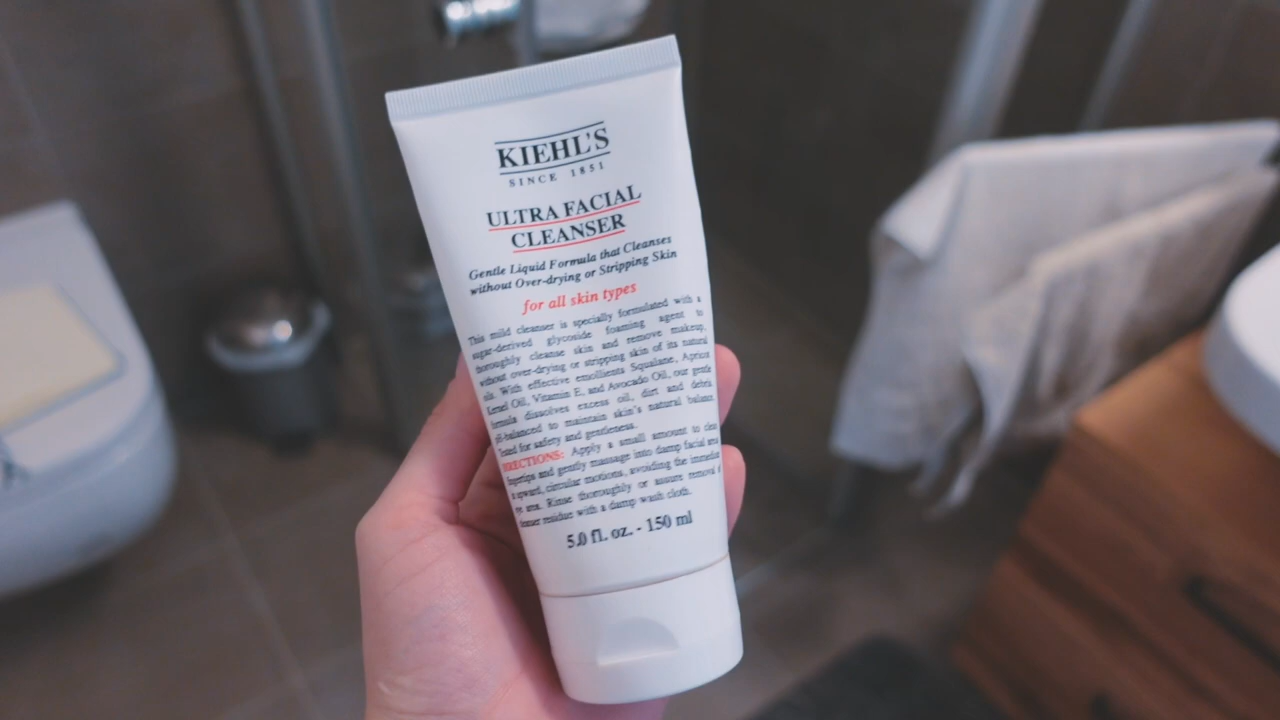 KIEHL'S
SINCE 1851
ULTRA FACIAL
CLEANSER
Gentle Liquid Formula that Cleanses
without Over-drying or Stripping Skin
for all skin types
This mild cleanser is specially formulated with a
sugar-derived glycoside foaming agent to
thoroughly cleanse skin and remove makeup,
without over-drying or stripping skin of its natural
oils. With effective emollients Squalane, Apricot
Kernel Oil, Vitamin E, and Avocado Oil, our gentle
formula dissolves excess oil, dirt and debris.
pH-balanced to maintain skin's natural balance.
Tested for safety and gentleness.
DIRECTIONS: Apply a small amount to clean
fingertips and gently massage into damp facial area
in upward, circular motions, avoiding the immediate
eye area. Rinse thoroughly or assure removal of
cleanser residue with a damp wash cloth.
5.0 fl. oz. - 150 ml